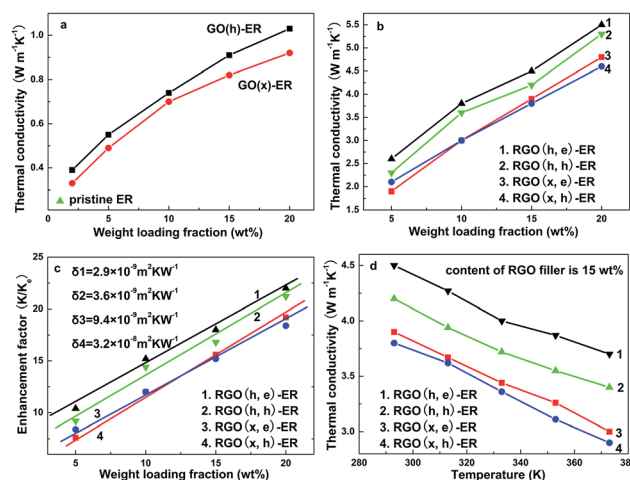 a
GO(h)-ER
GO(x)-ER
pristine ER
Thermal conductivity (W m⁻¹K⁻¹)
1.0
0.8
0.6
0.4
0
5
10
15
20
Weight loading fraction (wt%)
b
1
2
3
4
1. RGO(h, e)-ER
2. RGO(h, h)-ER
3. RGO(x, e)-ER
4. RGO(x, h)-ER
Thermal conductivity (W m⁻¹K⁻¹)
5.5
5.0
4.5
4.0
3.5
3.0
2.5
2.0
1.5
5
10
15
20
Weight loading fraction (wt%)
c
δ1=2.9×10⁻⁹m²KW⁻¹
δ2=3.6×10⁻⁹m²KW⁻¹
δ3=9.4×10⁻⁹m²KW⁻¹
δ4=3.2×10⁻⁸m²KW⁻¹
1
2
3
4
1. RGO(h, e)-ER
2. RGO(h, h)-ER
3. RGO(x, e)-ER
4. RGO(x, h)-ER
Enhancement factor (K/Kₑ)
25
20
15
10
5
10
15
20
Weight loading fraction (wt%)
d
content of RGO filler is 15 wt%
1
2
3
4
1. RGO(h, e)-ER
2. RGO(h, h)-ER
3. RGO(x, e)-ER
4. RGO(x, h)-ER
Thermal conductivity (W m⁻¹K⁻¹)
4.5
4.0
3.5
3.0
280
300
320
340
360
380
Temperature (K)